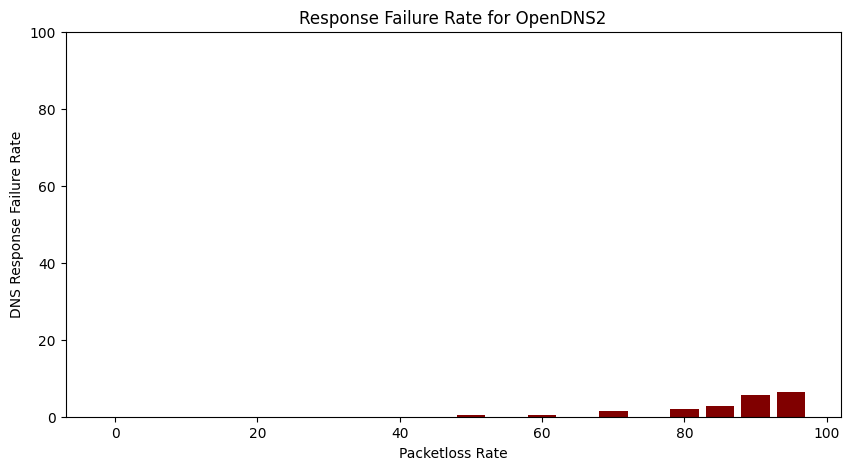 Response Failure Rate for OpenDNS2
100
80
60
40
20
0
DNS Response Failure Rate
0 20 40 60 80 100
Packetloss Rate